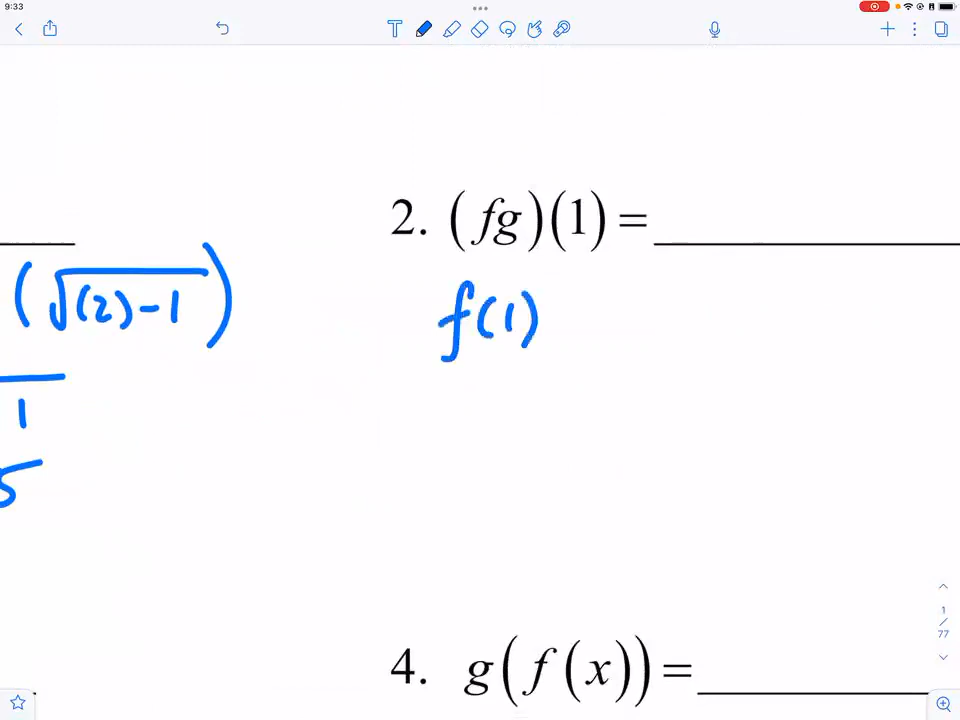 9:33
T
2. (fg)(1) = 
(√(2)-1)
f(1)
1
5
1
/
77
4. g(f(x)) =